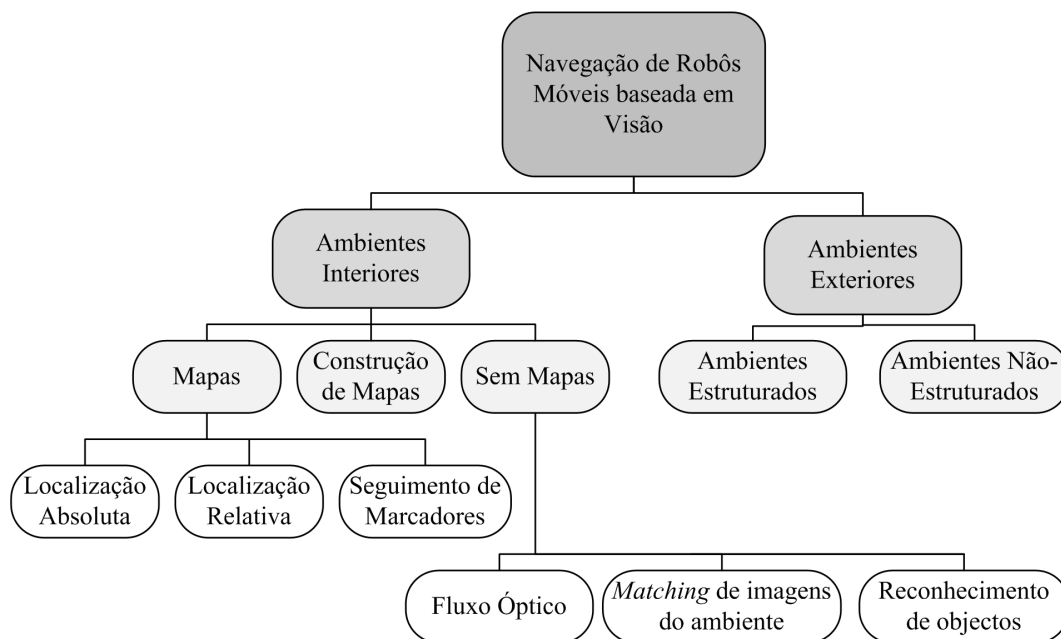 Navegação de Robôs
Móveis baseada em
Visão
Ambientes
Interiores
Ambientes
Exteriores
Mapas
Construção
de Mapas
Sem Mapas
Ambientes
Estruturados
Ambientes Não-
Estruturados
Localização
Absoluta
Localização
Relativa
Seguimento de
Marcadores
Fluxo Óptico
Matching de imagens
do ambiente
Reconhecimento
de objectos